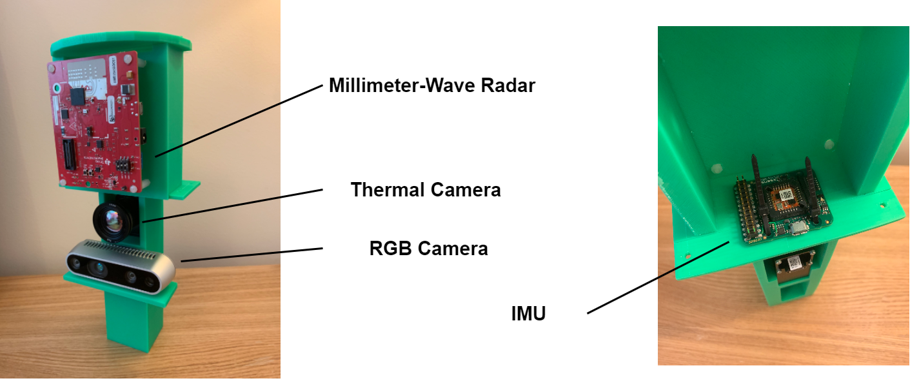 Millimeter-Wave Radar
Thermal Camera
RGB Camera
IMU